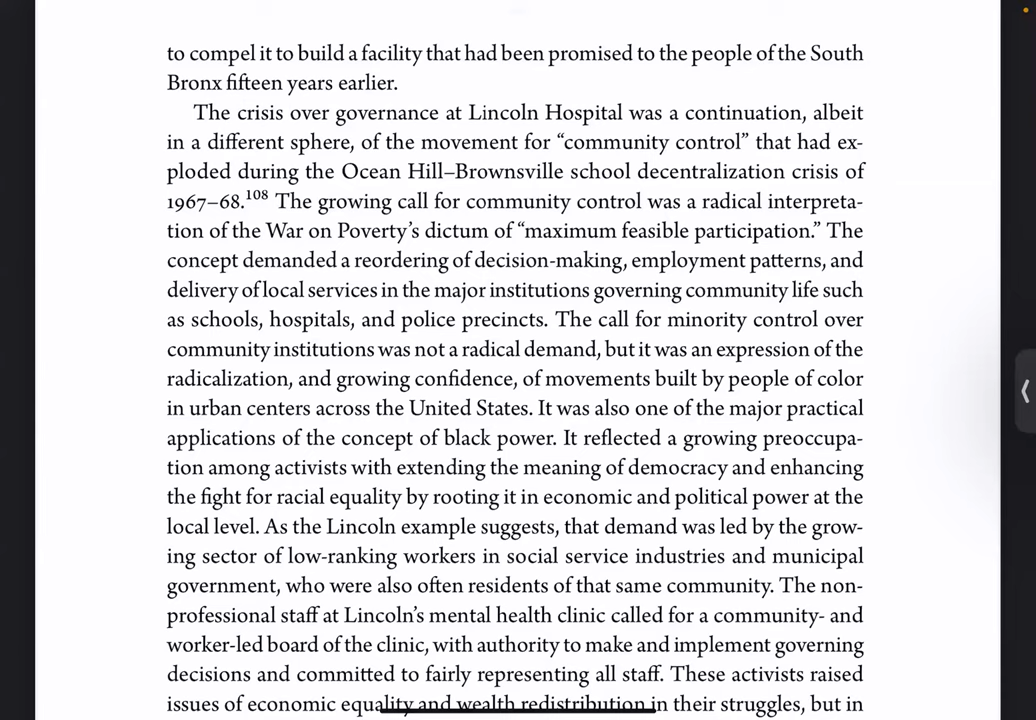 to compel it to build a facility that had been promised to the people of the South
Bronx fifteen years earlier.
The crisis over governance at Lincoln Hospital was a continuation, albeit
in a different sphere, of the movement for “community control” that had ex-
ploded during the Ocean Hill–Brownsville school decentralization crisis of
1967–68.108 The growing call for community control was a radical interpreta-
tion of the War on Poverty’s dictum of “maximum feasible participation.” The
concept demanded a reordering of decision-making, employment patterns, and
delivery of local services in the major institutions governing community life such
as schools, hospitals, and police precincts. The call for minority control over
community institutions was not a radical demand, but it was an expression of the
radicalization, and growing confidence, of movements built by people of color
in urban centers across the United States. It was also one of the major practical
applications of the concept of black power. It reflected a growing preoccupa-
tion among activists with extending the meaning of democracy and enhancing
the fight for racial equality by rooting it in economic and political power at the
local level. As the Lincoln example suggests, that demand was led by the grow-
ing sector of low-ranking workers in social service industries and municipal
government, who were also often residents of that same community. The non-
professional staff at Lincoln’s mental health clinic called for a community- and
worker-led board of the clinic, with authority to make and implement governing
decisions and committed to fairly representing all staff. These activists raised
issues of economic equality and wealth redistribution in their struggles, but in